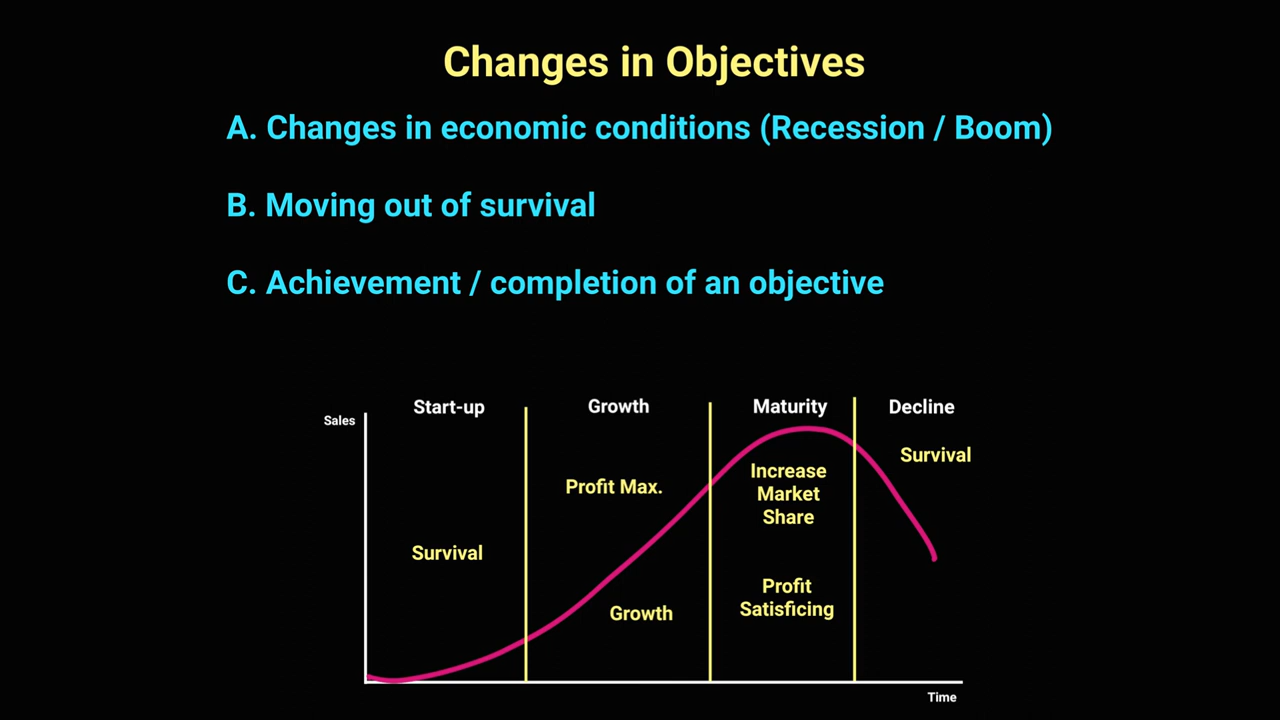 Changes in Objectives
A. Changes in economic conditions (Recession / Boom)
B. Moving out of survival
C. Achievement / completion of an objective
Start-up
Growth
Maturity
Decline
Sales
Survival
Profit Max.
Increase
Market
Share
Survival
Profit
Satisficing
Growth
Time